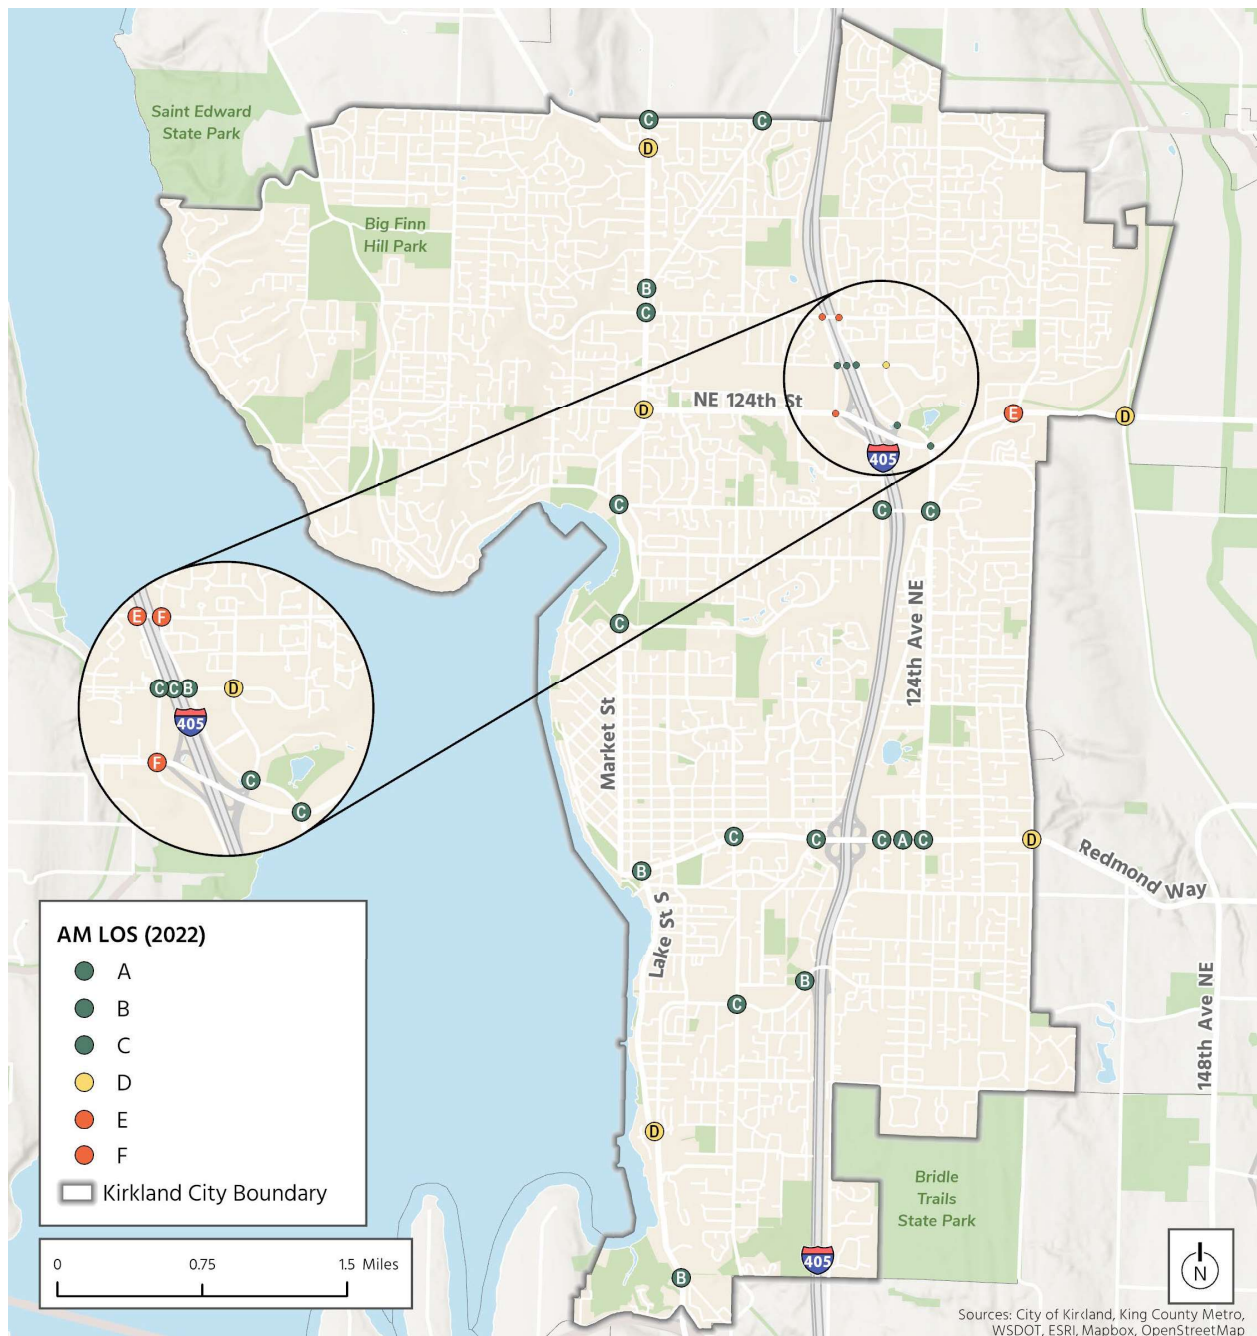 Saint Edward
State Park
C
C
D
Big Finn
Hill Park
B
C
D
NE 124th St
E
D
405
C
C
C
124th Ave NE
E
F
C
C
B
D
405
F
C
C
C
Market St
C
C
C
A
C
D
B
Redmond Way
Lake St S
B
C
148th Ave NE
D
Bridle
Trails
State Park
B
405
AM LOS (2022)
A
B
C
D
E
F
Kirkland City Boundary
0 0.75 1.5 Miles
N
Sources: City of Kirkland, King County Metro,
WSDOT, ESRI, Mapbox, OpenStreetMap